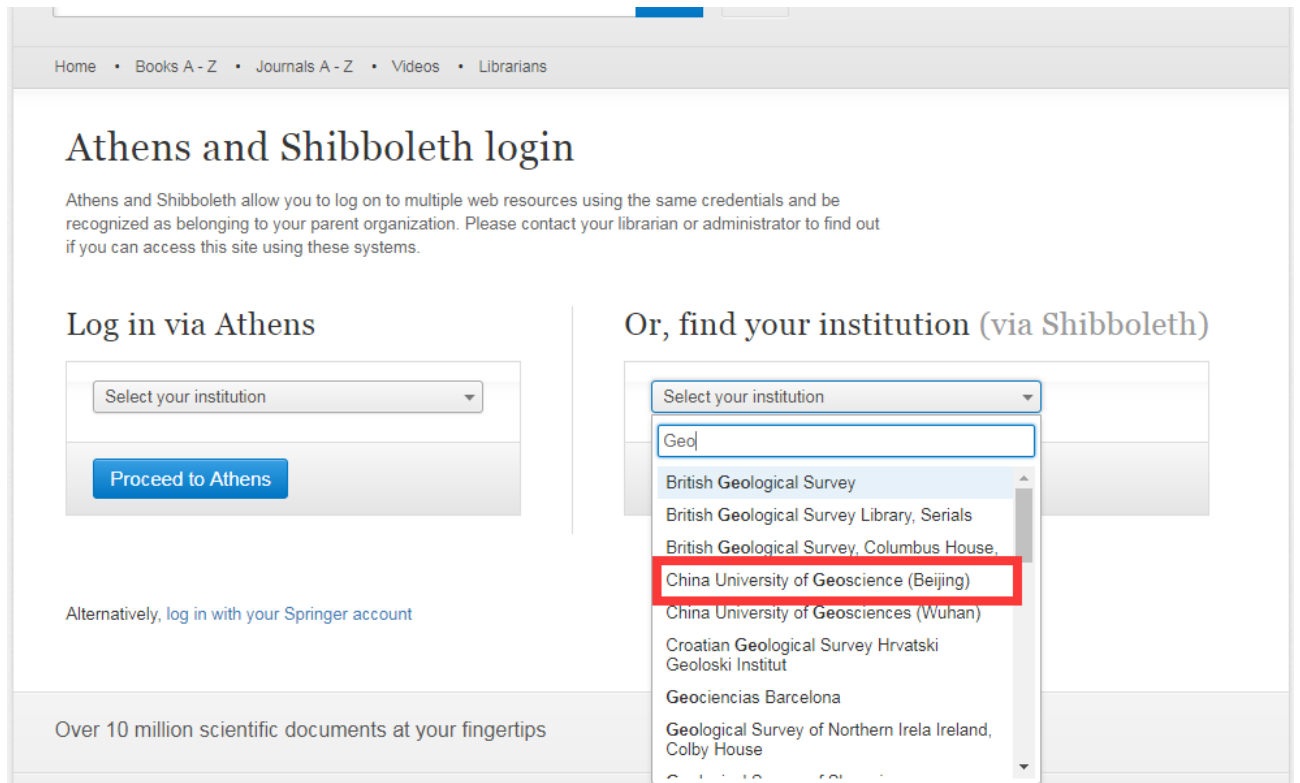 Home • Books A - Z • Journals A - Z • Videos • Librarians
Athens and Shibboleth login
Athens and Shibboleth allow you to log on to multiple web resources using the same credentials and be
recognized as belonging to your parent organization. Please contact your librarian or administrator to find out
if you can access this site using these systems.
Log in via Athens
Select your institution
Proceed to Athens
Or, find your institution (via Shibboleth)
Select your institution
Geo
British Geological Survey
British Geological Survey Library, Serials
British Geological Survey, Columbus House,
China University of Geoscience (Beijing)
China University of Geosciences (Wuhan)
Croatian Geological Survey Hrvatski
Geoloski Institut
Geociencias Barcelona
Geological Survey of Northern Irela Ireland,
Colby House
Alternatively, log in with your Springer account
Over 10 million scientific documents at your fingertips